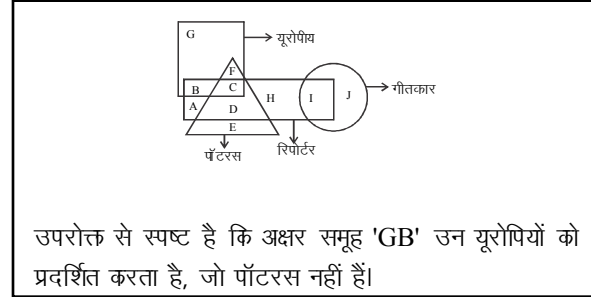 G
यूरोपीय
F
B C
H I J
गीतकार
A D
E
पॉटरस
रिपोर्टर
उपरोक्त से स्पष्ट है कि अक्षर समूह 'GB' उन यूरोपियों को
प्रदर्शित करता है, जो पॉटरस नहीं हैं।